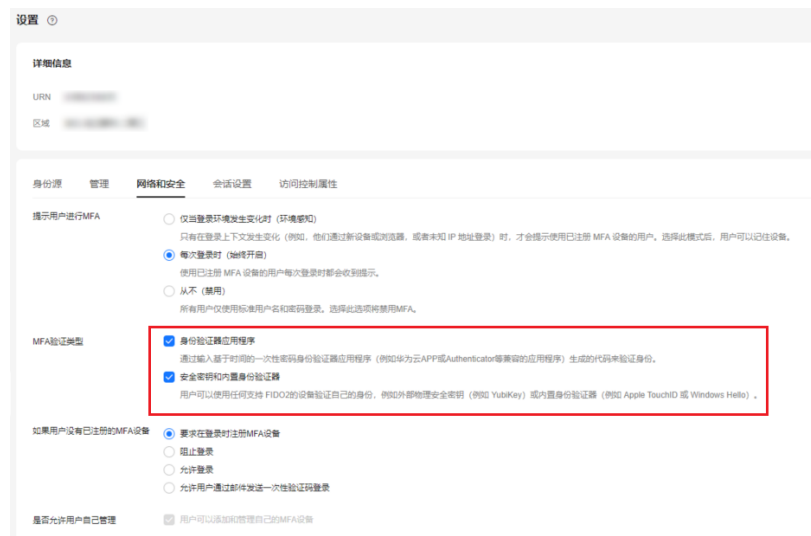 设置
详细信息
URN
区域
身份源 管理 网络和安全 会话设置 访问控制属性
提示用户进行MFA
仅当登录环境发生变化时（环境感知）
只有在登录上下文发生变化（例如，他们通过新设备或浏览器，或者未知 IP 地址登录）时，才会提示使用已注册 MFA 设备的用户。选择此模式后，用户可以记住设备。
每次登录时（始终开启）
使用已注册 MFA 设备的用户每次登录时都会收到提示。
从不（禁用）
所有用户仅使用标准用户名和密码登录。选择此选项将禁用MFA。
MFA验证类型
身份验证器应用程序
通过输入基于时间的一次性密码身份验证器应用程序（例如华为云APP或Authenticator等兼容的应用程序）生成的代码来验证身份。
安全密钥和内置身份验证器
用户可以使用任何支持 FIDO2的设备验证自己的身份，例如外部物理安全密钥（例如 YubiKey）或内置身份验证器（例如 Apple TouchID 或 Windows Hello）。
如果用户没有已注册的MFA设备
要求在登录时注册MFA设备
阻止登录
允许登录
允许用户通过邮件发送一次性验证码登录
是否允许用户自己管理
用户可以添加和管理自己的MFA设备